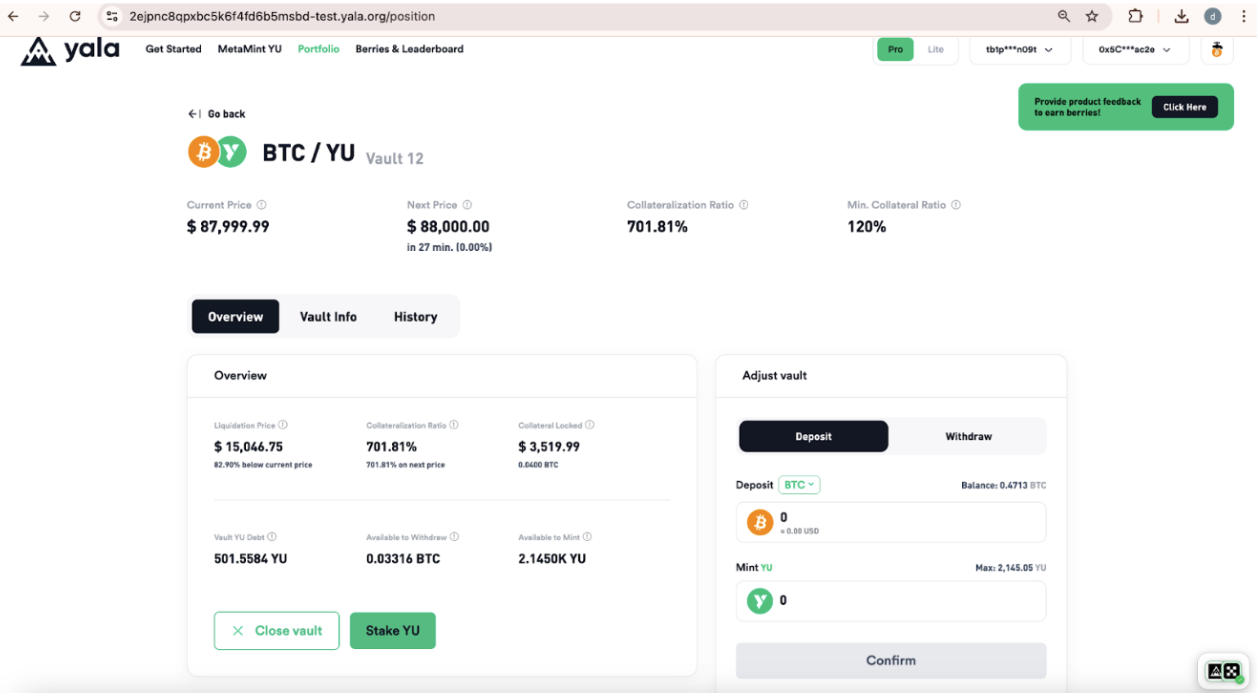 2ejpnc8qpxbc5k6f4fd6b5msbd-test.yala.org/position
d
yala
Get Started MetaMint YU Portfolio Berries & Leaderboard
Pro Lite
tb1p***n09t
0x5C***ac2e
Provide product feedback
to earn berries!
Click Here
Go back
BTC / YU Vault 12
Current Price
$ 87,999.99
Next Price
$ 88,000.00
in 27 min. (0.00%)
Collateralization Ratio
701.81%
Min. Collateral Ratio
120%
Overview Vault Info History
Overview
Liquidation Price
$ 15,046.75
82.90% below current price
Collateralization Ratio
701.81%
701.81% on next price
Collateral Locked
$ 3,519.99
0.0400 BTC
Vault YU Debt
501.5584 YU
Available to Withdraw
0.03316 BTC
Available to Mint
2.1450K YU
Close vault
Stake YU
Adjust vault
Deposit Withdraw
Deposit BTC
Balance: 0.4713 BTC
0
≈ 0.00 USD
Mint YU
Max: 2,145.05 YU
0
Confirm